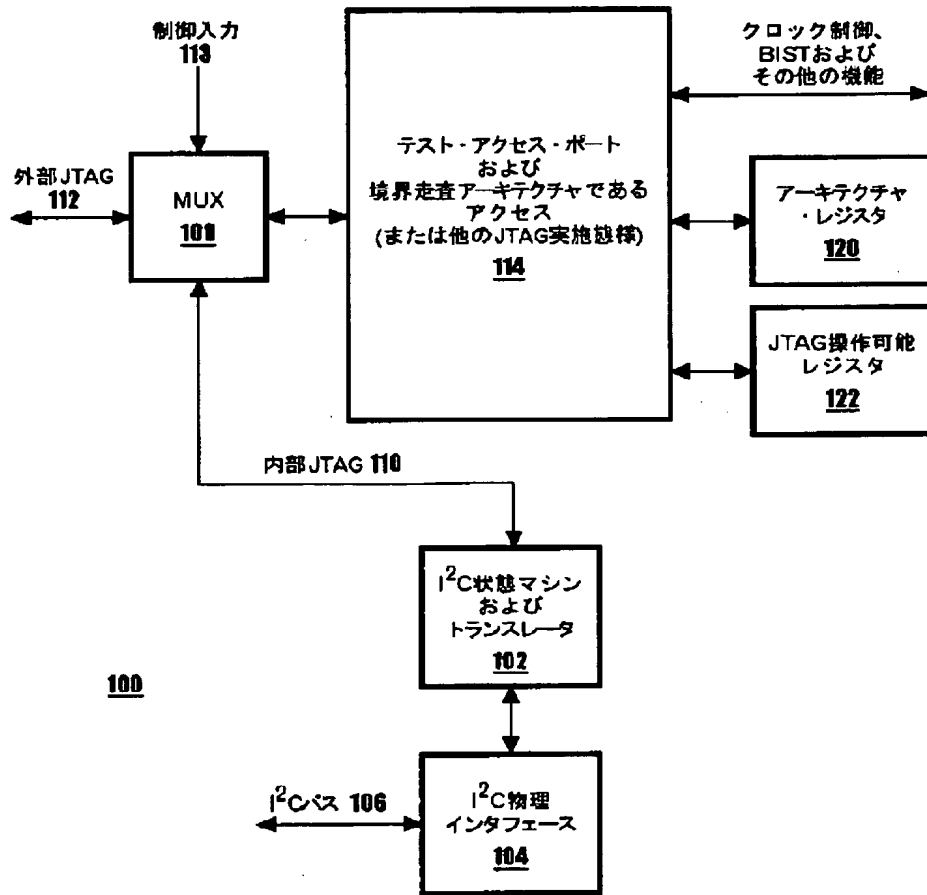 制御入力
113
クロック制御、
BISTおよび
その他の機能
外部JTAG
112
MUX
101
テスト・アクセス・ポート
および
境界走査アーキテクチャである
アクセス
(または他のJTAG実施態様)
114
アーキテクチャ
・レジスタ
120
JTAG操作可能
レジスタ
122
内部JTAG 110
I²C状態マシン
および
トランスレータ
102
100
I²Cバス 106
I²C物理
インタフェース
104